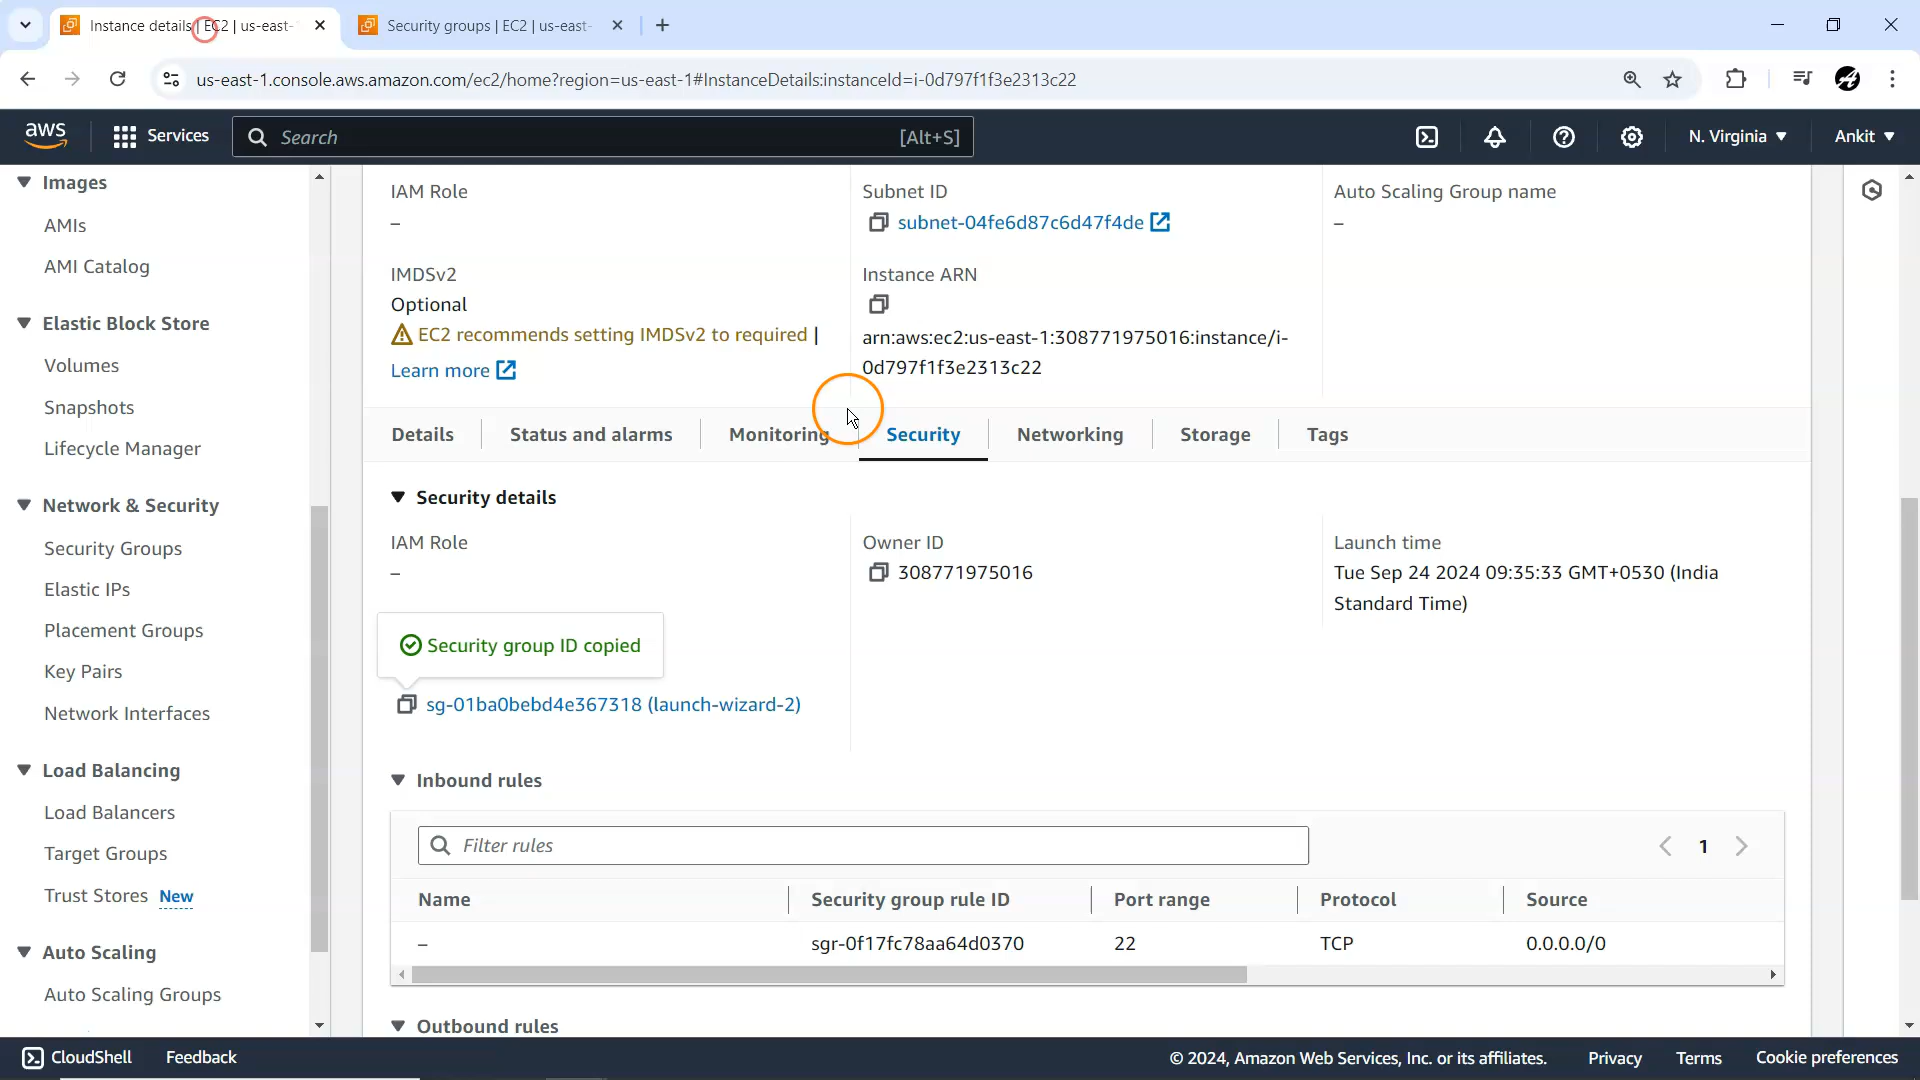 Instance details | EC2 | us-east-
Security groups | EC2 | us-east-
us-east-1.console.aws.amazon.com/ec2/home?region=us-east-1#InstanceDetails:instanceId=i-0d797f1f3e2313c22
aws
Services
Search
[Alt+S]
N. Virginia
Ankit
Images
AMIs
AMI Catalog
Elastic Block Store
Volumes
Snapshots
Lifecycle Manager
Network & Security
Security Groups
Elastic IPs
Placement Groups
Key Pairs
Network Interfaces
Load Balancing
Load Balancers
Target Groups
Trust Stores New
Auto Scaling
Auto Scaling Groups
IAM Role
–
Subnet ID
subnet-04fe6d87c6d47f4de
Auto Scaling Group name
–
IMDSv2
Optional
EC2 recommends setting IMDSv2 to required |
Learn more
Instance ARN
arn:aws:ec2:us-east-1:308771975016:instance/i-
0d797f1f3e2313c22
Details
Status and alarms
Monitoring
Security
Networking
Storage
Tags
Security details
IAM Role
–
Owner ID
308771975016
Launch time
Tue Sep 24 2024 09:35:33 GMT+0530 (India
Standard Time)
Security group ID copied
sg-01ba0bebd4e367318 (launch-wizard-2)
Inbound rules
Filter rules
1
Name
Security group rule ID
Port range
Protocol
Source
–
sgr-0f17fc78aa64d0370
22
TCP
0.0.0.0/0
Outbound rules
CloudShell
Feedback
© 2024, Amazon Web Services, Inc. or its affiliates.
Privacy
Terms
Cookie preferences